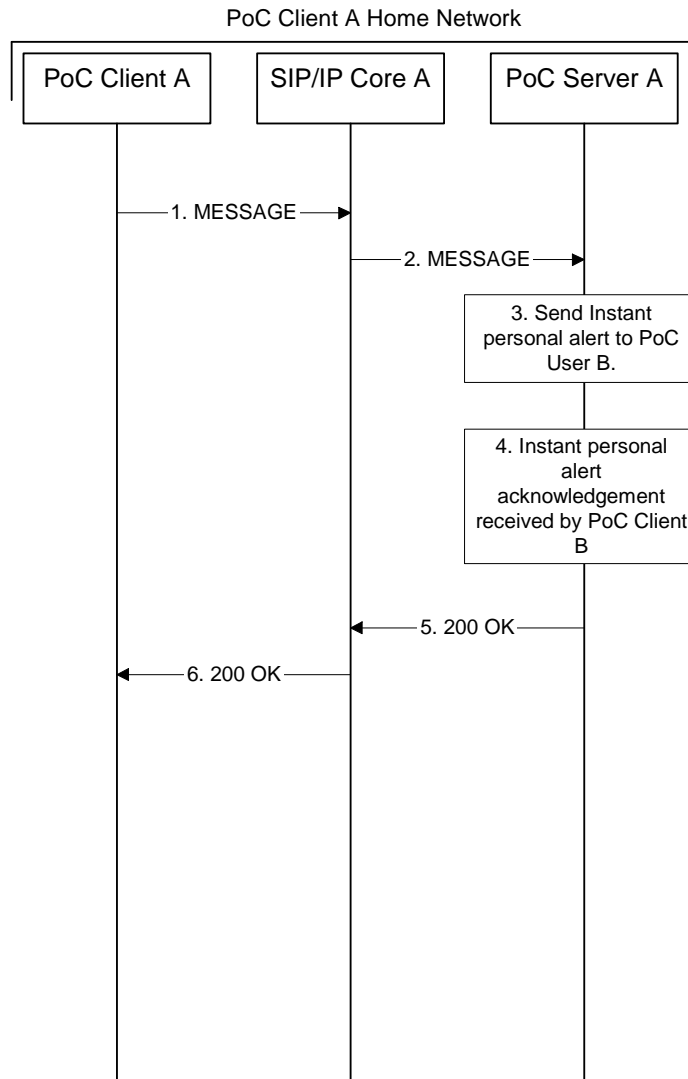 PoC Client A Home Network
PoC Client A
SIP/IP Core A
PoC Server A
1. MESSAGE
2. MESSAGE
3. Send Instant
personal alert to PoC
User B.
4. Instant personal
alert
acknowledgement
received by PoC Client
B
5. 200 OK
6. 200 OK